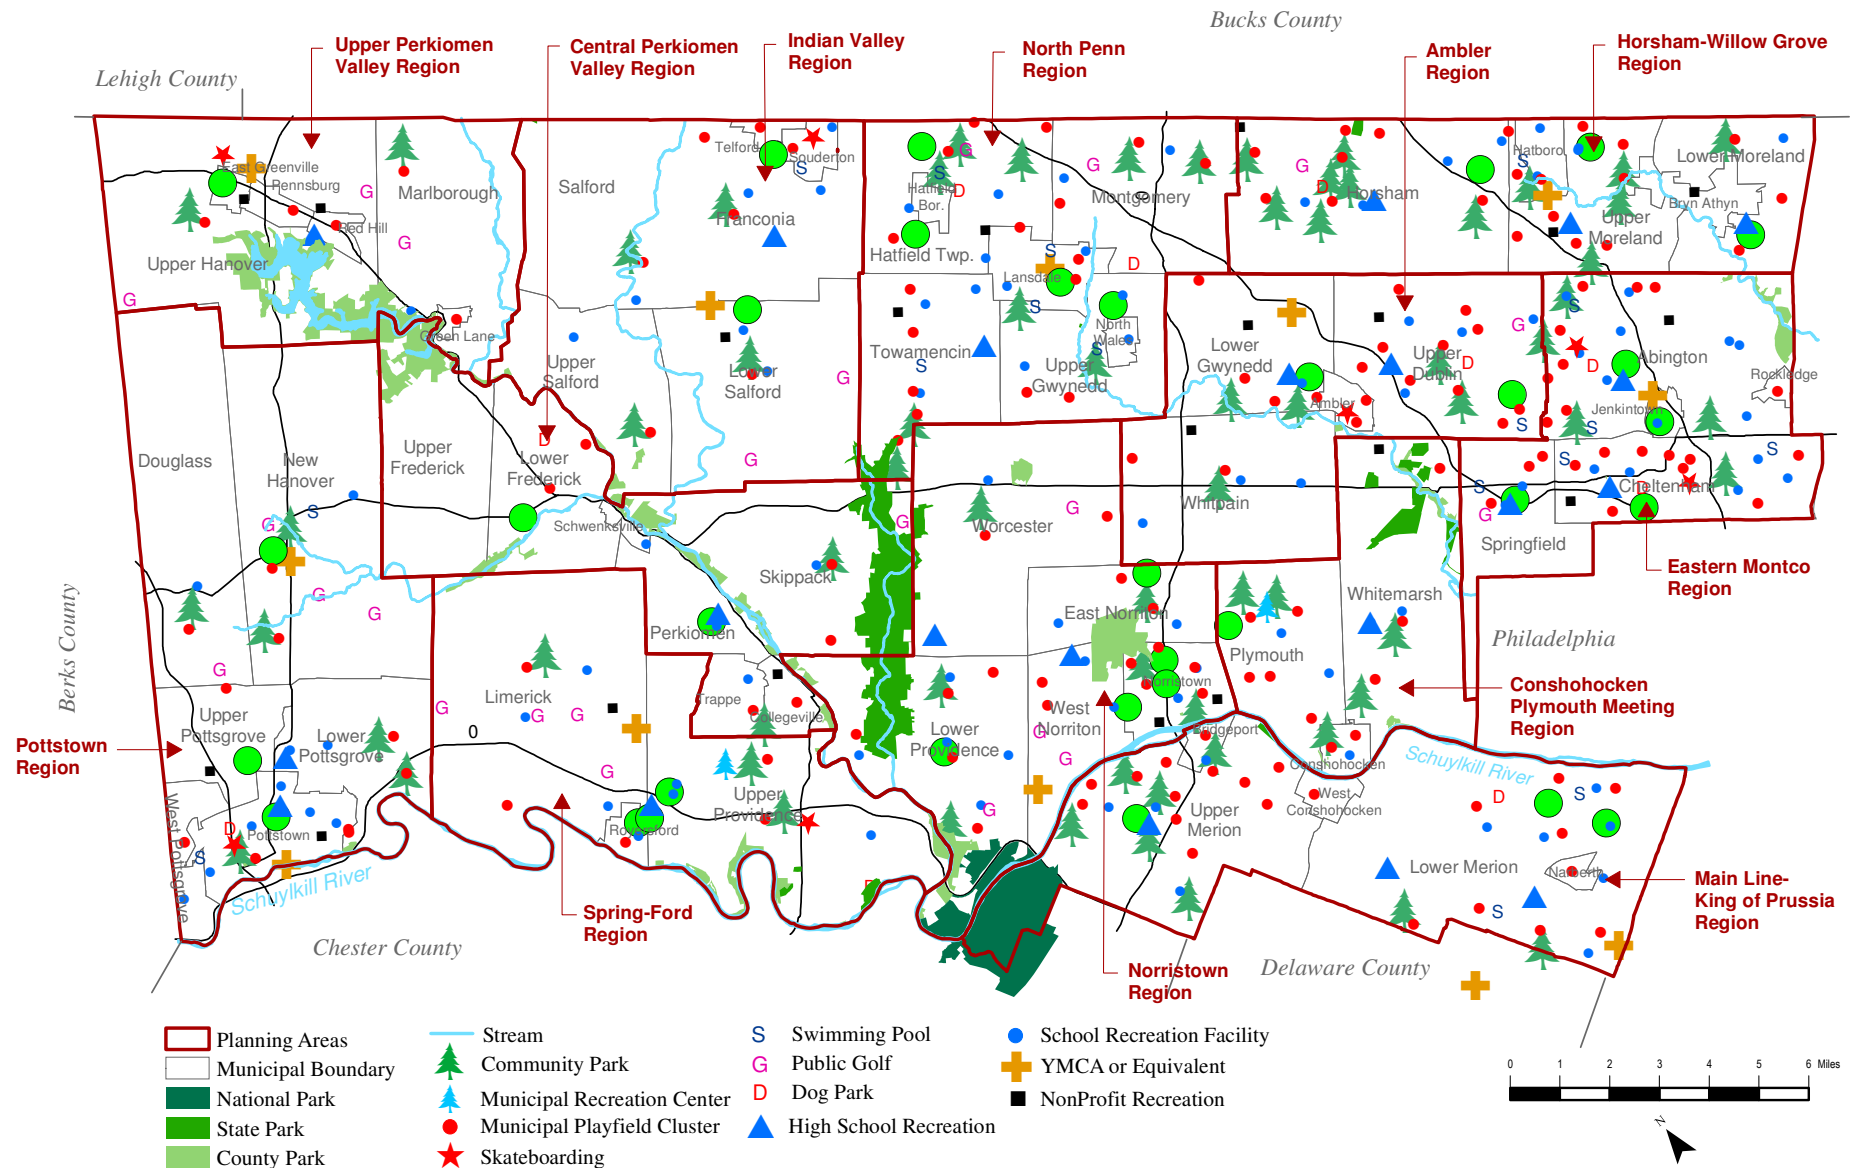 Bucks County
Lehigh County
Upper Perkiomen
Valley Region
Central Perkiomen
Valley Region
Indian Valley
Region
North Penn
Region
Ambler
Region
Horsham-Willow Grove
Region
East Greenville
Pennsburg
Red Hill
Marlborough
Upper Hanover
Green Lane
Salford
Telford
Souderton
Franconia
Hatfield
Bor.
Hatfield Twp.
Montgomery
Lansdale
North
Wales
Horsham
Hatboro
Lower Moreland
Bryn Athyn
Upper
Moreland
Upper
Salford
Lower
Salford
Towamencin
Upper
Gwynedd
Lower
Gwynedd
Ambler
Upper
Dublin
Abington
Rockledge
Jenkintown
Cheltenham
Springfield
Douglass
New
Hanover
Upper
Frederick
Lower
Frederick
Schwenksville
Skippack
Worcester
Whitpain
Whitemarsh
Eastern Montco
Region
Philadelphia
Berks County
Perkiomen
East Norriton
Plymouth
Norristown
Limerick
Trappe
Collegeville
Lower
Providence
West
Norriton
Bridgeport
Conshohocken
West
Conshohocken
Conshohocken
Plymouth Meeting
Region
Pottstown
Region
Upper
Pottsgrove
Lower
Pottsgrove
West Pottsgrove
Pottstown
0
Royersford
Upper
Providence
Upper
Merion
Lower Merion
Narberth
Schuylkill River
Schuylkill River
Main Line-
King of Prussia
Region
Spring-Ford
Region
Norristown
Region
Chester County
Delaware County
Planning Areas
Municipal Boundary
National Park
State Park
County Park
Stream
Community Park
Municipal Recreation Center
Municipal Playfield Cluster
Skateboarding
S Swimming Pool
G Public Golf
D Dog Park
High School Recreation
School Recreation Facility
YMCA or Equivalent
NonProfit Recreation
0 1 2 3 4 5 6 Miles
N